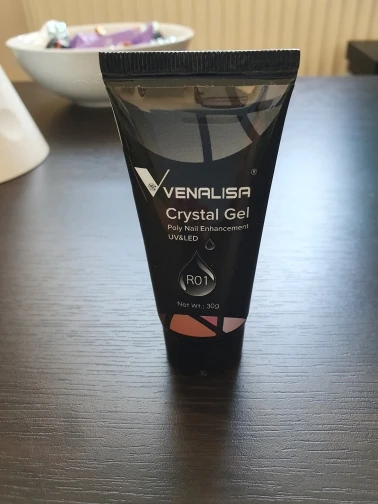 VENALISA®
Crystal Gel
Poly Nail Enhancement
UV&LED
R01
Net Wt.: 30g